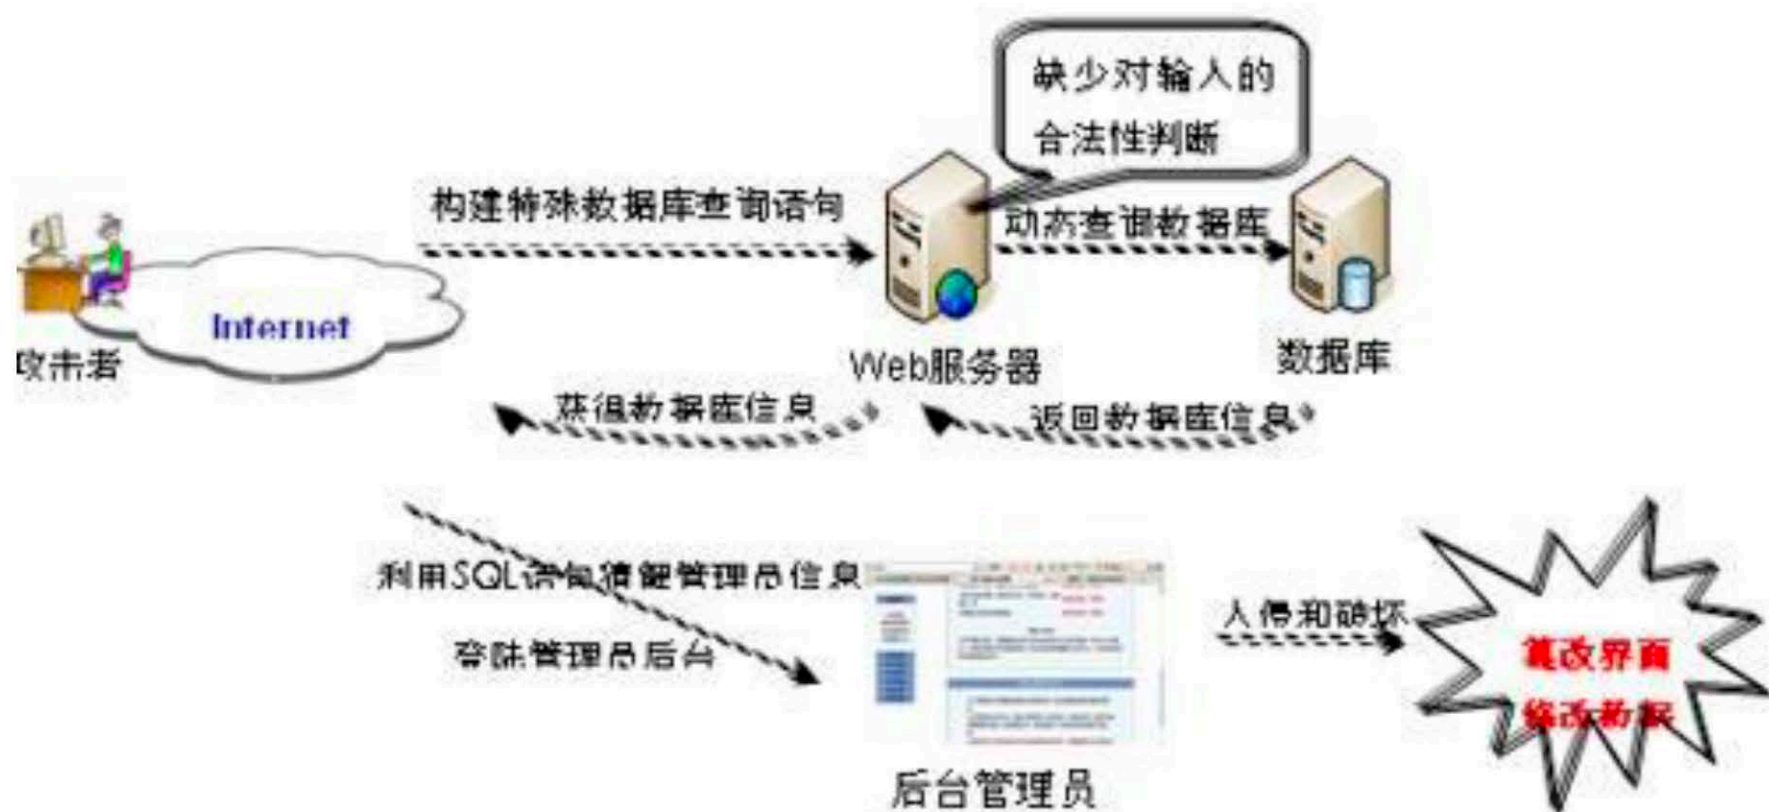 缺少对输入的
合法性判断
构建特殊数据库查询语句
动态查询数据库
Internet
攻击者
Web服务器
数据库
获得数据库信息
返回数据库信息
利用SQL语句猜解管理员信息
登陆管理员后台
入侵和破坏
篡改界面
修改数据
后台管理员